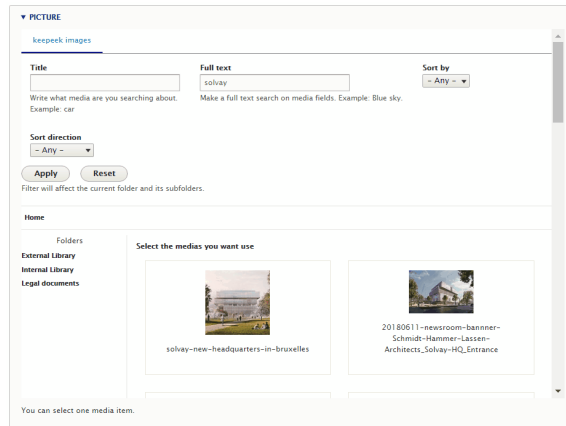 ▼ PICTURE
keepeek images
Title
Full text
Sort by
solvay
- Any -
Write what media are you searching about.
Example: car
Make a full text search on media fields. Example: Blue sky.
Sort direction
- Any -
Apply
Reset
Filter will affect the current folder and its subfolders.
Home
Folders
External Library
Internal Library
Legal documents
Select the medias you want use
solvay-new-headquarters-in-bruxelles
20180611-newsroom-bannner-
Schmidt-Hammer-Lassen-
Architects_Solvay-HQ_Entrance
You can select one media item.